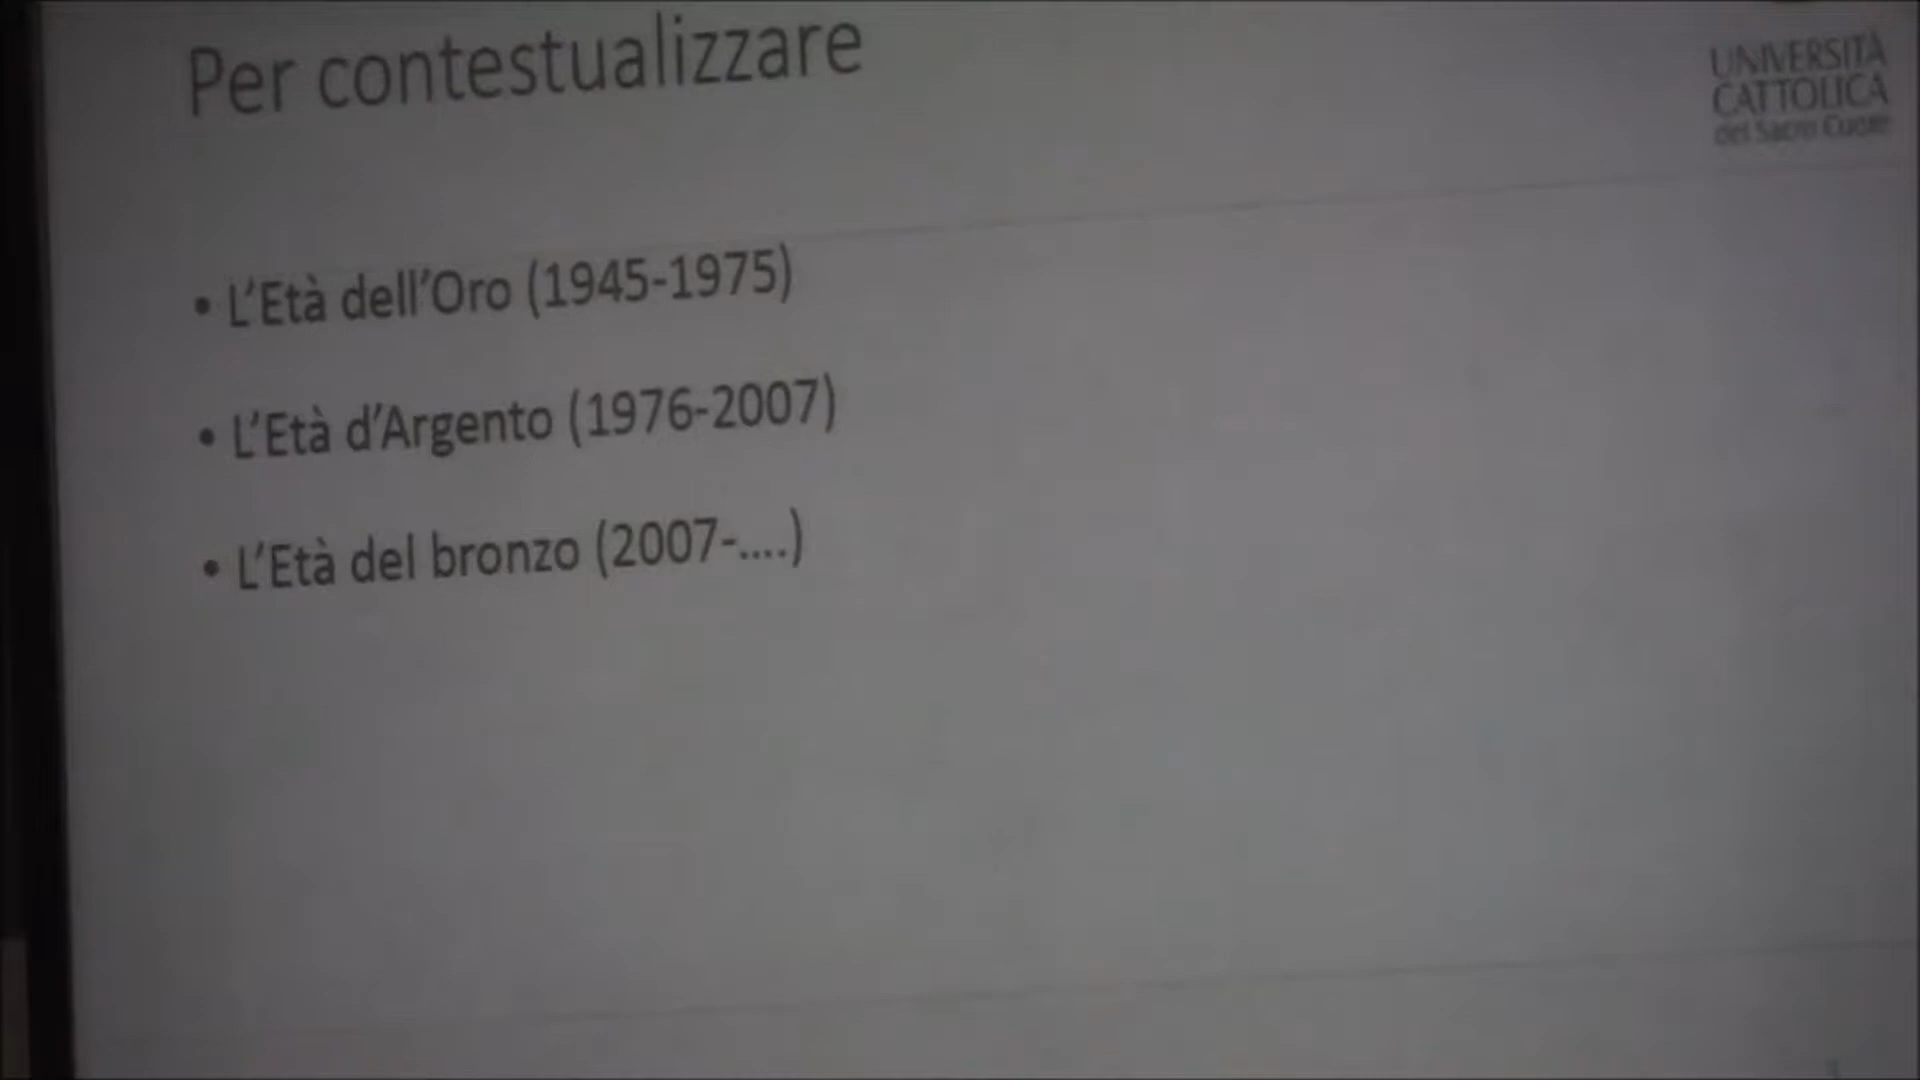 Per contestualizzare
UNIVERSITÀ
CATTOLICA
del Sacro Cuore
• L'Età dell'Oro (1945-1975)
• L'Età d'Argento (1976-2007)
• L'Età del bronzo (2007-....)